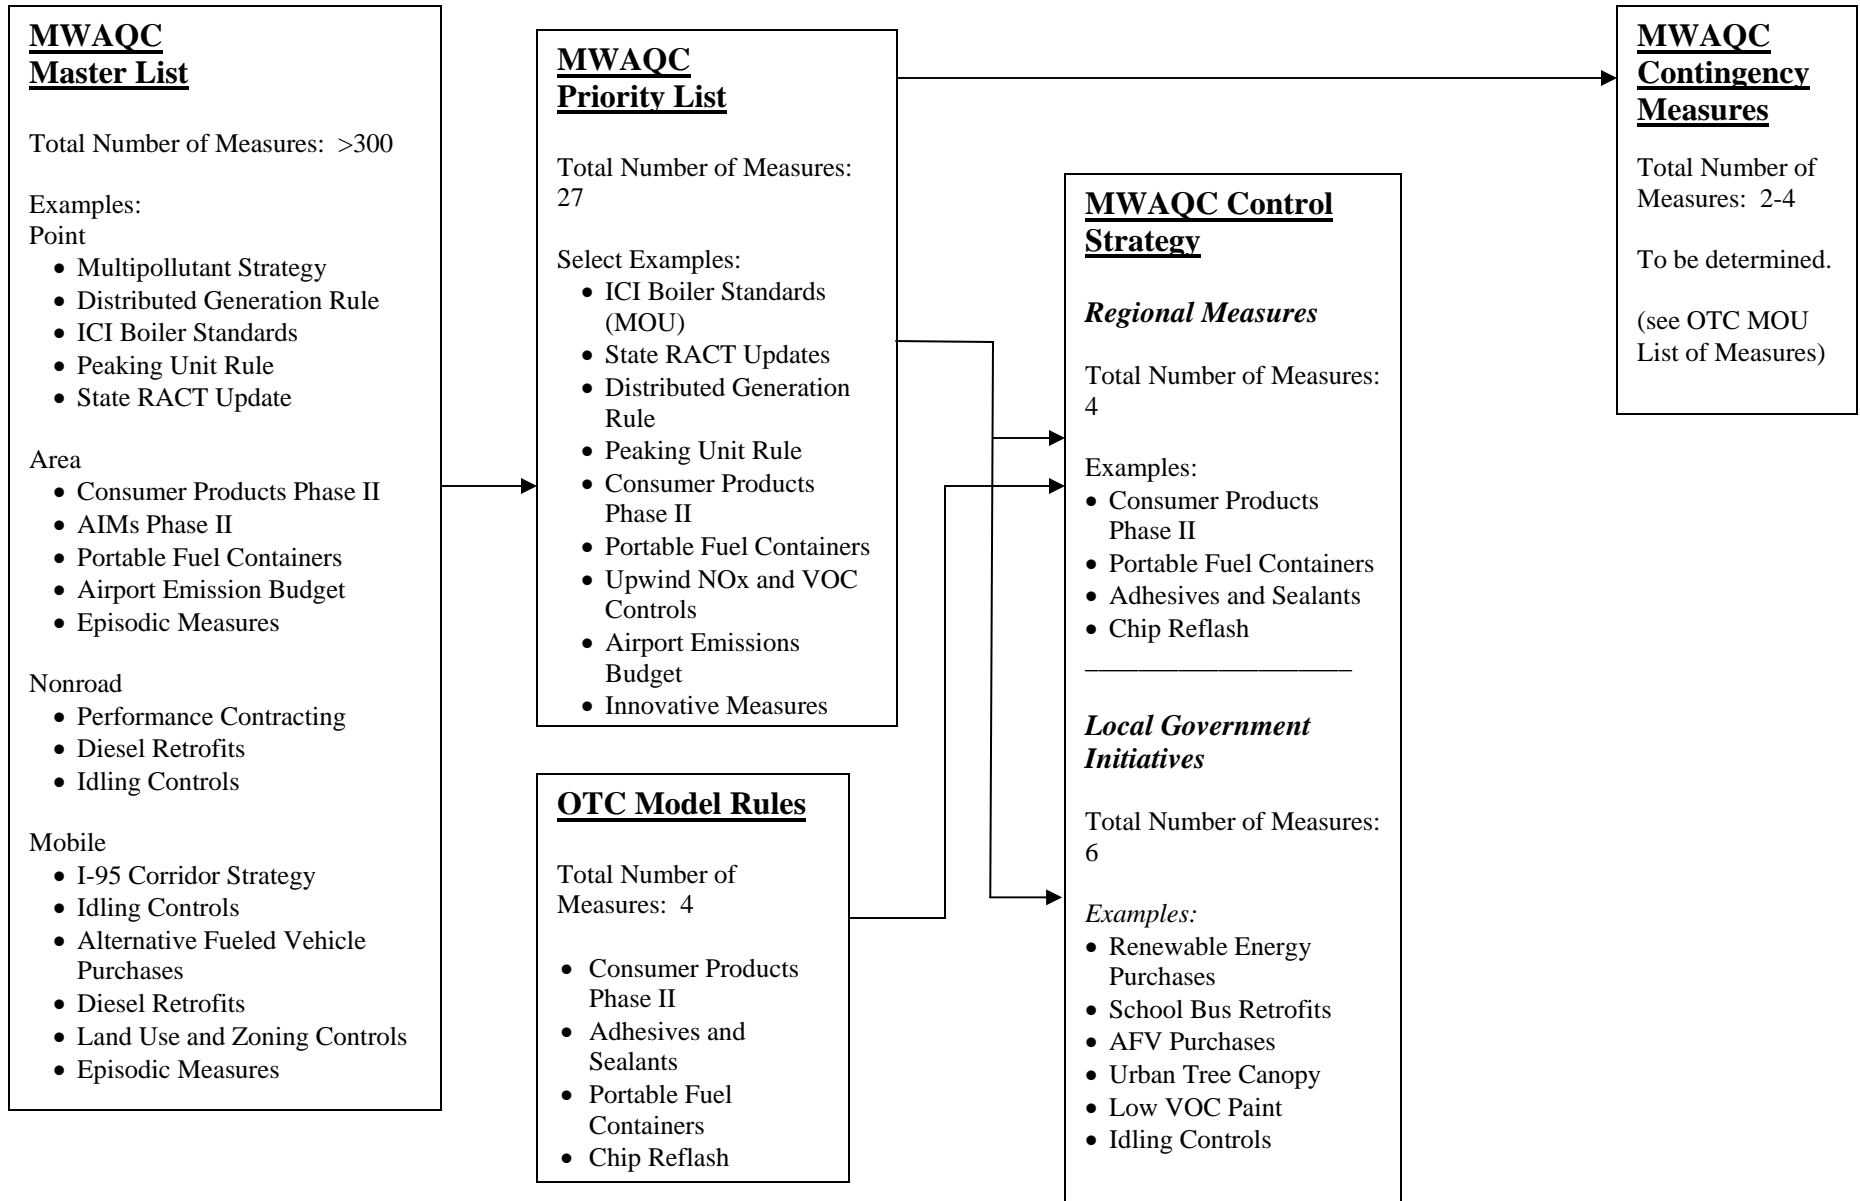 MWAQC
Master List
Total Number of Measures:  >300
Examples:
Point
• Multipollutant Strategy
• Distributed Generation Rule
• ICI Boiler Standards
• Peaking Unit Rule
• State RACT Update
Area
• Consumer Products Phase II
• AIMs Phase II
• Portable Fuel Containers
• Airport Emission Budget
• Episodic Measures
Nonroad
• Performance Contracting
• Diesel Retrofits
• Idling Controls
Mobile
• I-95 Corridor Strategy
• Idling Controls
• Alternative Fueled Vehicle
Purchases
• Diesel Retrofits
• Land Use and Zoning Controls
• Episodic Measures
MWAQC
Priority List
Total Number of Measures:
27
Select Examples:
• ICI Boiler Standards
(MOU)
• State RACT Updates
• Distributed Generation
Rule
• Peaking Unit Rule
• Consumer Products
Phase II
• Portable Fuel Containers
• Upwind NOx and VOC
Controls
• Airport Emissions
Budget
• Innovative Measures
OTC Model Rules
Total Number of
Measures:  4
• Consumer Products
Phase II
• Adhesives and
Sealants
• Portable Fuel
Containers
• Chip Reflash
MWAQC Control
Strategy
Regional Measures
Total Number of Measures:
4
Examples:
• Consumer Products
Phase II
• Portable Fuel Containers
• Adhesives and Sealants
• Chip Reflash
____________________
Local Government
Initiatives
Total Number of Measures:
6
Examples:
• Renewable Energy
Purchases
• School Bus Retrofits
• AFV Purchases
• Urban Tree Canopy
• Low VOC Paint
• Idling Controls
MWAQC
Contingency
Measures
Total Number of
Measures:  2-4
To be determined.
(see OTC MOU
List of Measures)